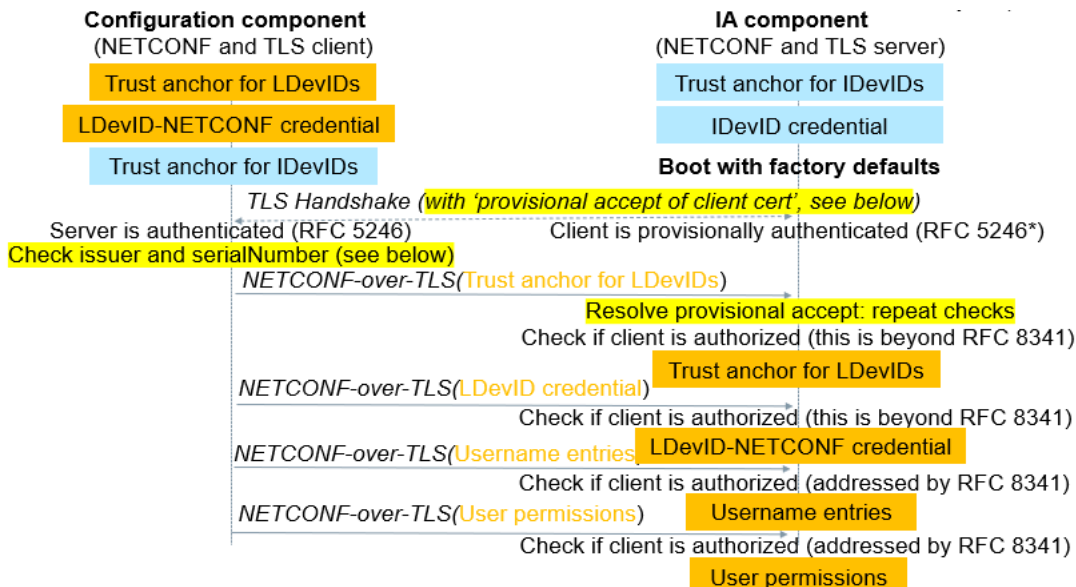 Configuration component
IA component
(NETCONF and TLS client)
(NETCONF and TLS server)
Trust anchor for LDevIDs
Trust anchor for IDevIDs
LDevID-NETCONF credential
IDevID credential
Trust anchor for IDevIDs
Boot with factory defaults
TLS Handshake (with ‘provisional accept of client cert’, see below)
Server is authenticated (RFC 5246)
Client is provisionally authenticated (RFC 5246*)
Check issuer and serialNumber (see below)
NETCONF-over-TLS(Trust anchor for LDevIDs)
Resolve provisional accept: repeat checks
Check if client is authorized (this is beyond RFC 8341)
Trust anchor for LDevIDs
NETCONF-over-TLS(LDevID credential)
Check if client is authorized (this is beyond RFC 8341)
LDevID-NETCONF credential
NETCONF-over-TLS(Username entries)
Check if client is authorized (addressed by RFC 8341)
NETCONF-over-TLS(User permissions)
Username entries
Check if client is authorized (addressed by RFC 8341)
User permissions